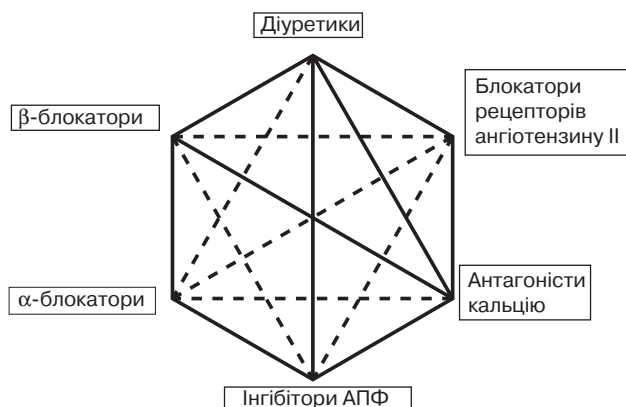 Діуретики
β-блокатори
Блокатори
рецепторів
ангіотензину II
α-блокатори
Антагоністи
кальцію
Інгібітори АПФ